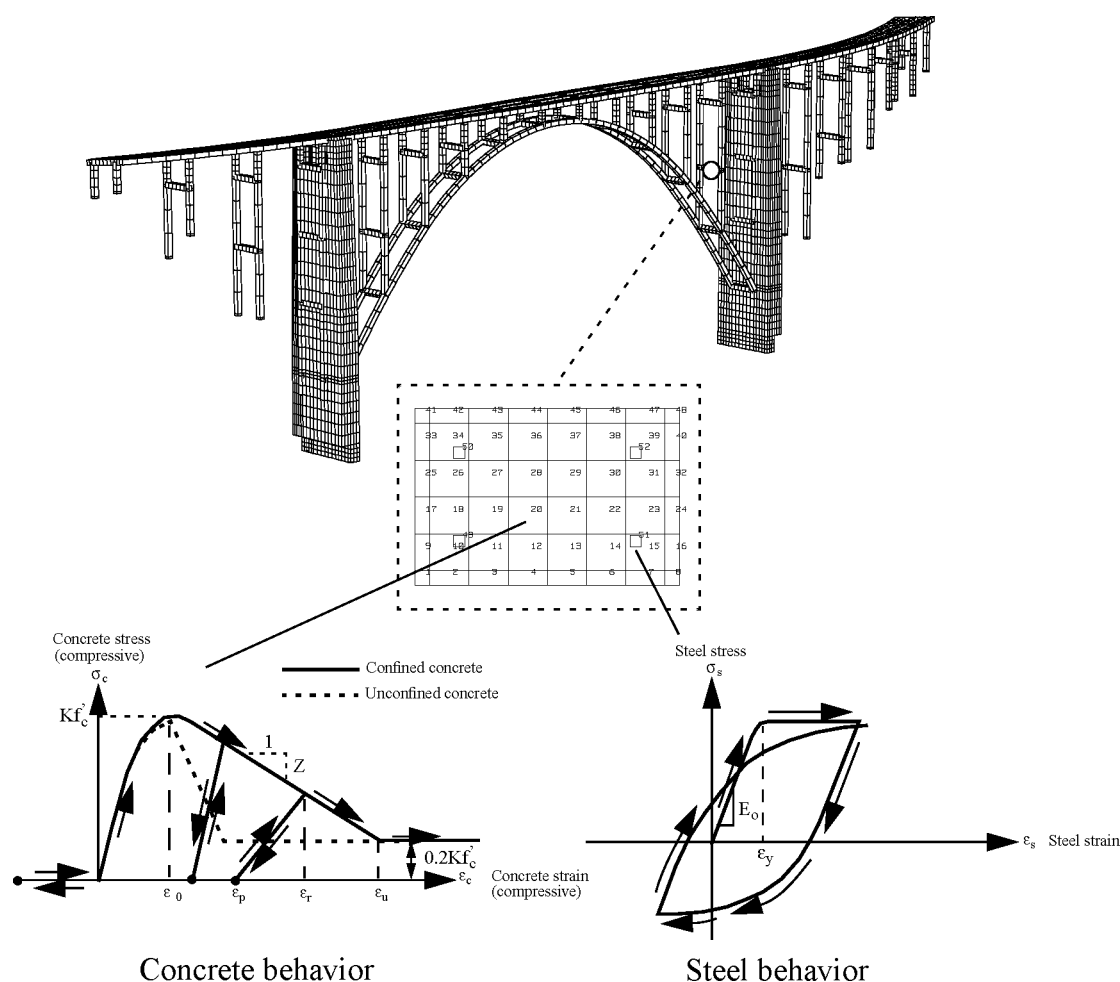 41 42 43 44 45 46 47 48
33 34 35 36 37 38 39 40
50 52
25 26 27 28 29 30 31 32
17 18 19 20 21 22 23 24
49 51
9 10 11 12 13 14 15 16
1 2 3 4 5 6 7 8
Concrete stress
(compressive)
σc
Confined concrete
Unconfined concrete
Kf'c
1
Z
0.2Kf'c
εc
Concrete strain
(compressive)
ε0
εp
εr
εu
Concrete behavior
Steel stress
σs
Eo
εy
εs Steel strain
Steel behavior